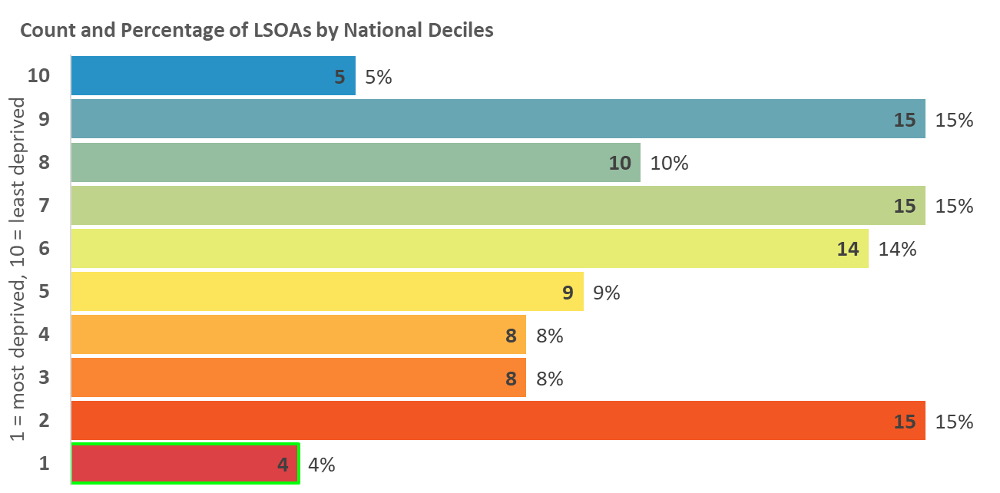 Count and Percentage of LSOAs by National Deciles
1 = most deprived, 10 = least deprived
10 5 5%
9 15 15%
8 10 10%
7 15 15%
6 14 14%
5 9 9%
4 8 8%
3 8 8%
2 15 15%
1 4 4%